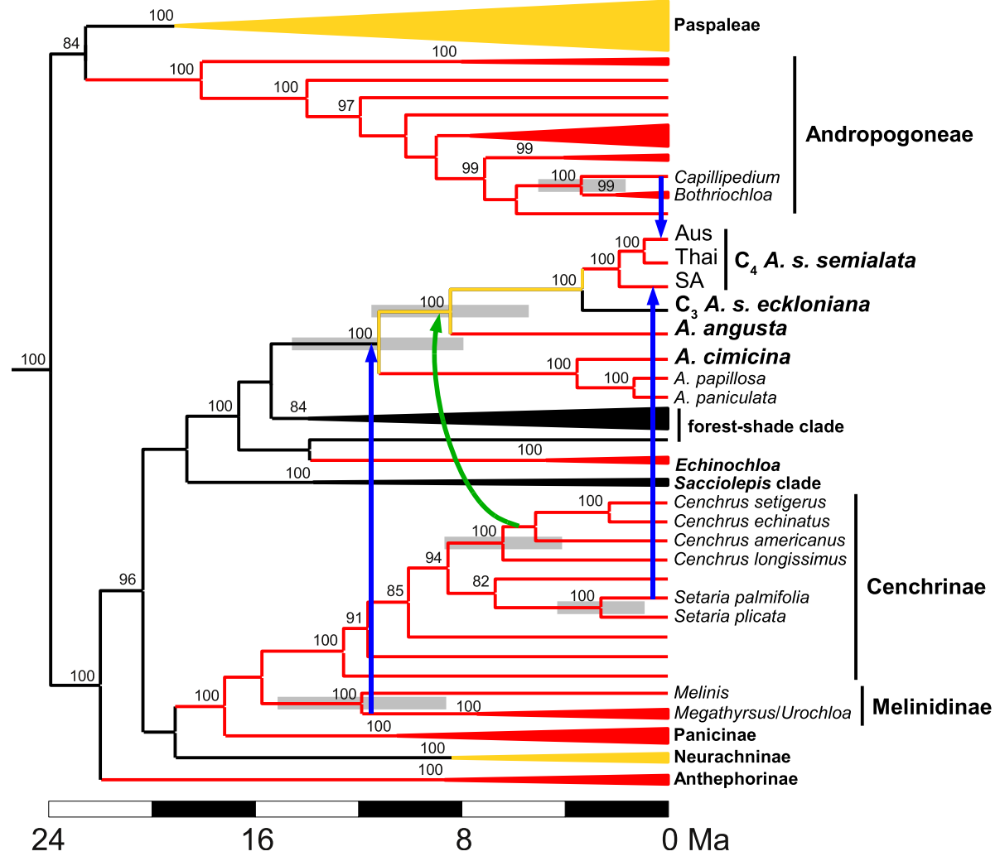 100
Paspaleae
84
100
100
100
97
Andropogoneae
99
99
100
Capillipedium
99
Bothriochloa
Aus
100
Thai
100
C4 A. s. semialata
SA
100
C3 A. s. eckloniana
100
A. angusta
100
A. cimicina
100
100
A. papillosa
100
A. paniculata
84
100
forest-shade clade
100
Echinochloa
100
Sacciolepis clade
Cenchrus setigerus
100
Cenchrus echinatus
100
Cenchrus americanus
94
Cenchrus longissimus
96
82
Cenchrinae
85
100
Setaria palmifolia
91
Setaria plicata
100
100
100
100
Melinis
100
Megathyrsus/Urochloa
Melinidinae
100
Panicinae
100
Neurachninae
100
Anthephorinae
24 16 8 0 Ma